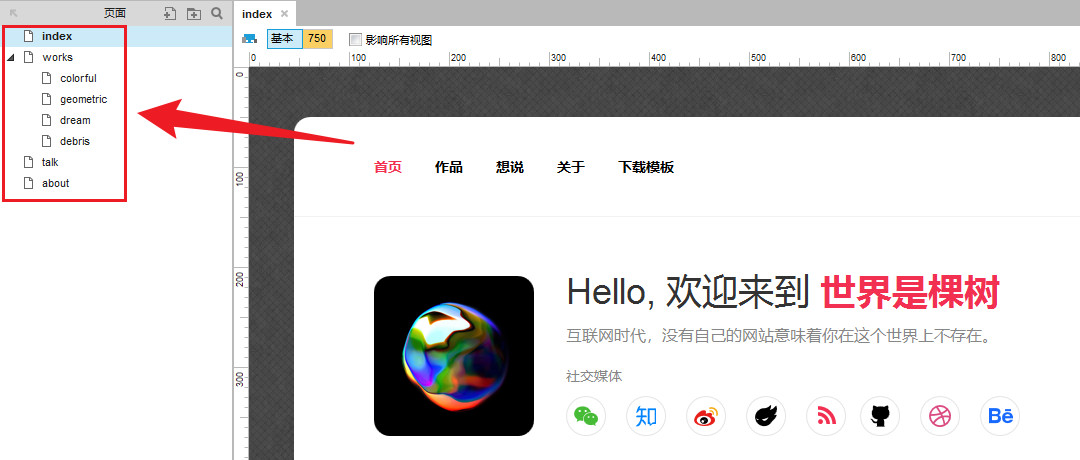 页面
index
works
colorful
geometric
dream
debris
talk
about
index
基本 750 影响所有视图
0 100 200 300 400 500 600 700 800
0
100
200
300
首页 作品 想说 关于 下载模板
Hello, 欢迎来到 世界是棵树
互联网时代，没有自己的网站意味着你在这个世界上不存在。
社交媒体
知 Bē